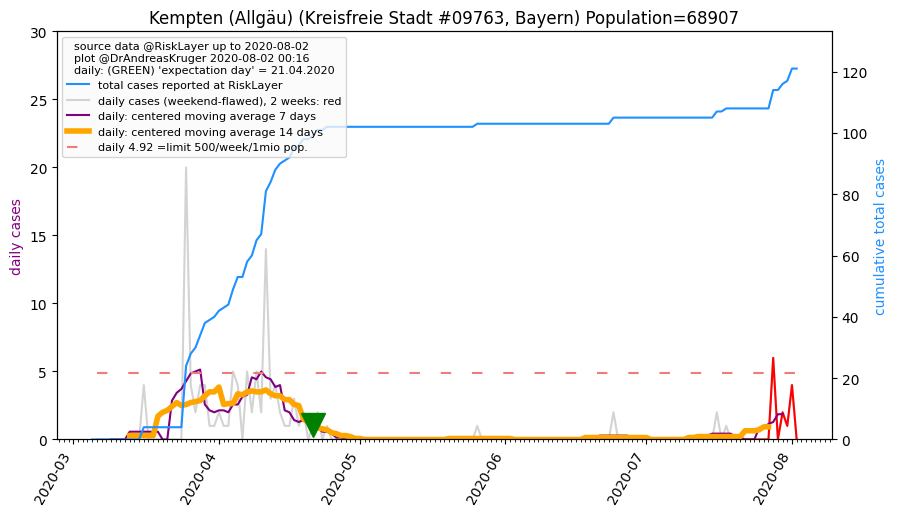 Kempten (Allgäu) (Kreisfreie Stadt #09763, Bayern) Population=68907
source data @RiskLayer up to 2020-08-02
plot @DrAndreasKruger 2020-08-02 00:16
daily: (GREEN) 'expectation day' = 21.04.2020
total cases reported at RiskLayer
daily cases (weekend-flawed), 2 weeks: red
daily: centered moving average 7 days
daily: centered moving average 14 days
daily 4.92 =limit 500/week/1mio pop.
daily cases
30
25
20
15
10
5
0
cumulative total cases
120
100
80
60
40
20
0
2020-03
2020-04
2020-05
2020-06
2020-07
2020-08